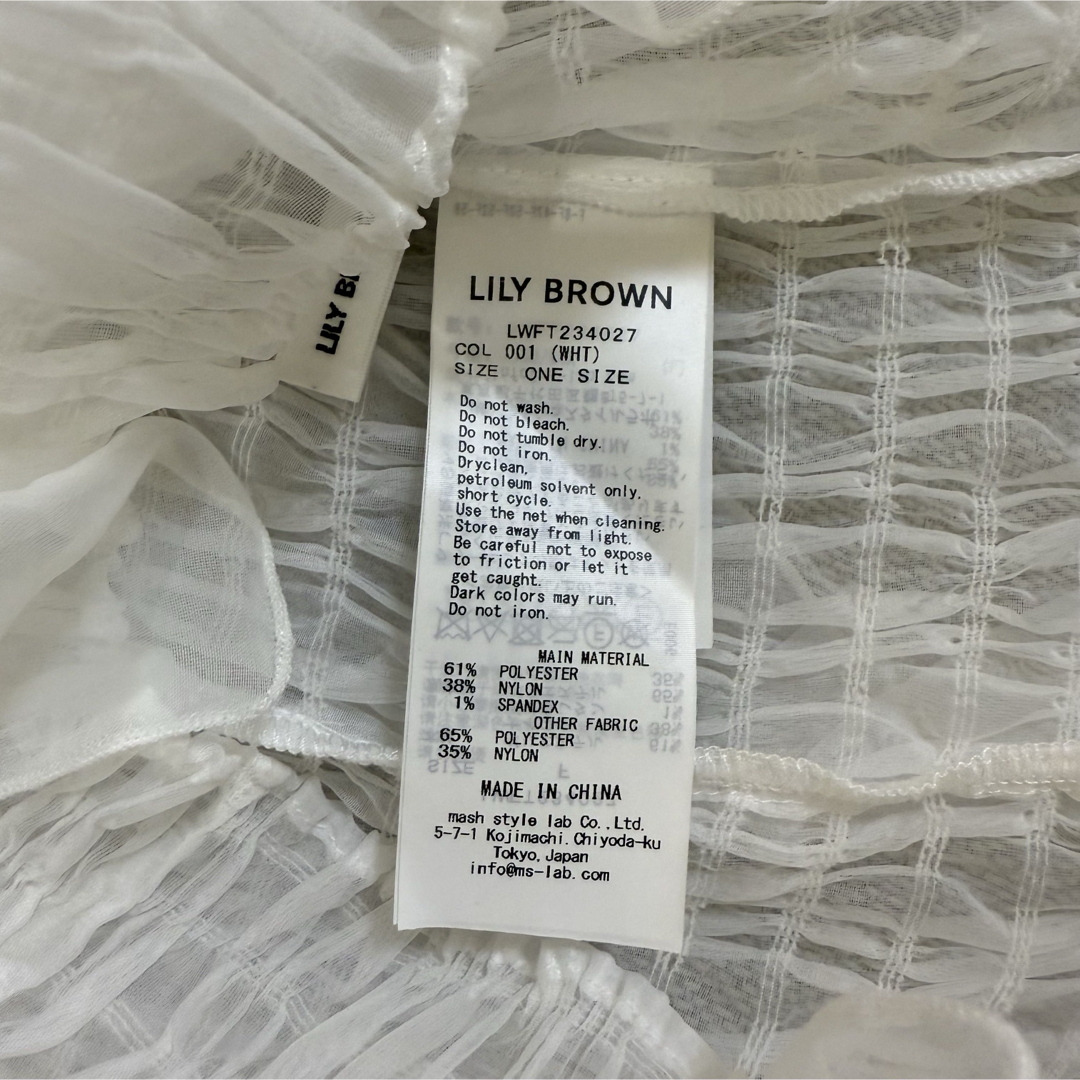 LILY BROWN
LWFT234027
COL 001 (WHT)
SIZE ONE SIZE
Do not wash.
Do not bleach.
Do not tumble dry.
Do not iron.
Dryclean,
petroleum solvent only,
short cycle.
Use the net when cleaning.
Store away from light.
Be careful not to expose
to friction or let it
get caught.
Dark colors may run.
Do not iron.
MAIN MATERIAL
61% POLYESTER
38% NYLON
1% SPANDEX
OTHER FABRIC
65% POLYESTER
35% NYLON
MADE IN CHINA
mash style lab Co.,Ltd.
5-7-1 Kojimachi.Chiyoda-ku
Tokyo,Japan
info@ms-lab.com
LILY